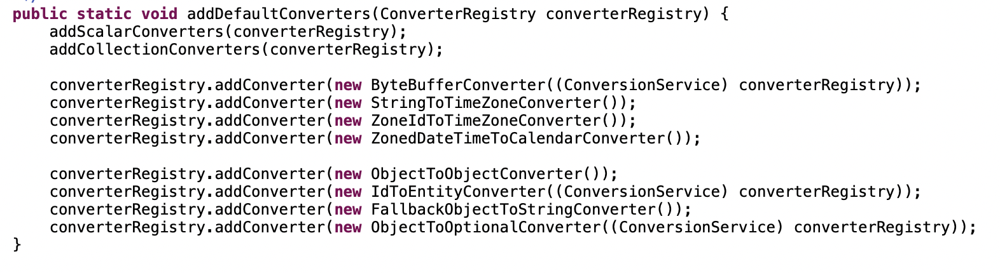 public static void addDefaultConverters(ConverterRegistry converterRegistry) {
addScalarConverters(converterRegistry);
addCollectionConverters(converterRegistry);
converterRegistry.addConverter(new ByteBufferConverter((ConversionService) converterRegistry));
converterRegistry.addConverter(new StringToTimeZoneConverter());
converterRegistry.addConverter(new ZoneIdToTimeZoneConverter());
converterRegistry.addConverter(new ZonedDateTimeToCalendarConverter());
converterRegistry.addConverter(new ObjectToObjectConverter());
converterRegistry.addConverter(new IdToEntityConverter((ConversionService) converterRegistry));
converterRegistry.addConverter(new FallbackObjectToStringConverter());
converterRegistry.addConverter(new ObjectToOptionalConverter((ConversionService) converterRegistry));
}